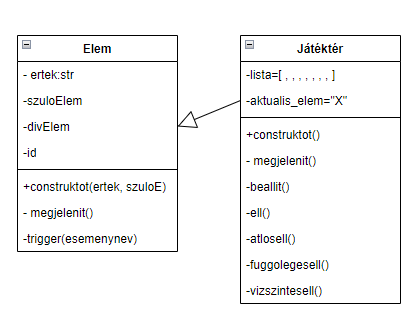 Elem
- ertek:str
-szuloElem
-divElem
-id
+construktot(ertek, szuloE)
- megjelenit()
-trigger(esemenynev)
Játéktér
-lista=[ , , , , , , , ]
-aktualis_elem="X"
+construktot()
- megjelenit()
-beallit()
-ell()
-atlosell()
-fuggolegesell()
-vizszintesell()